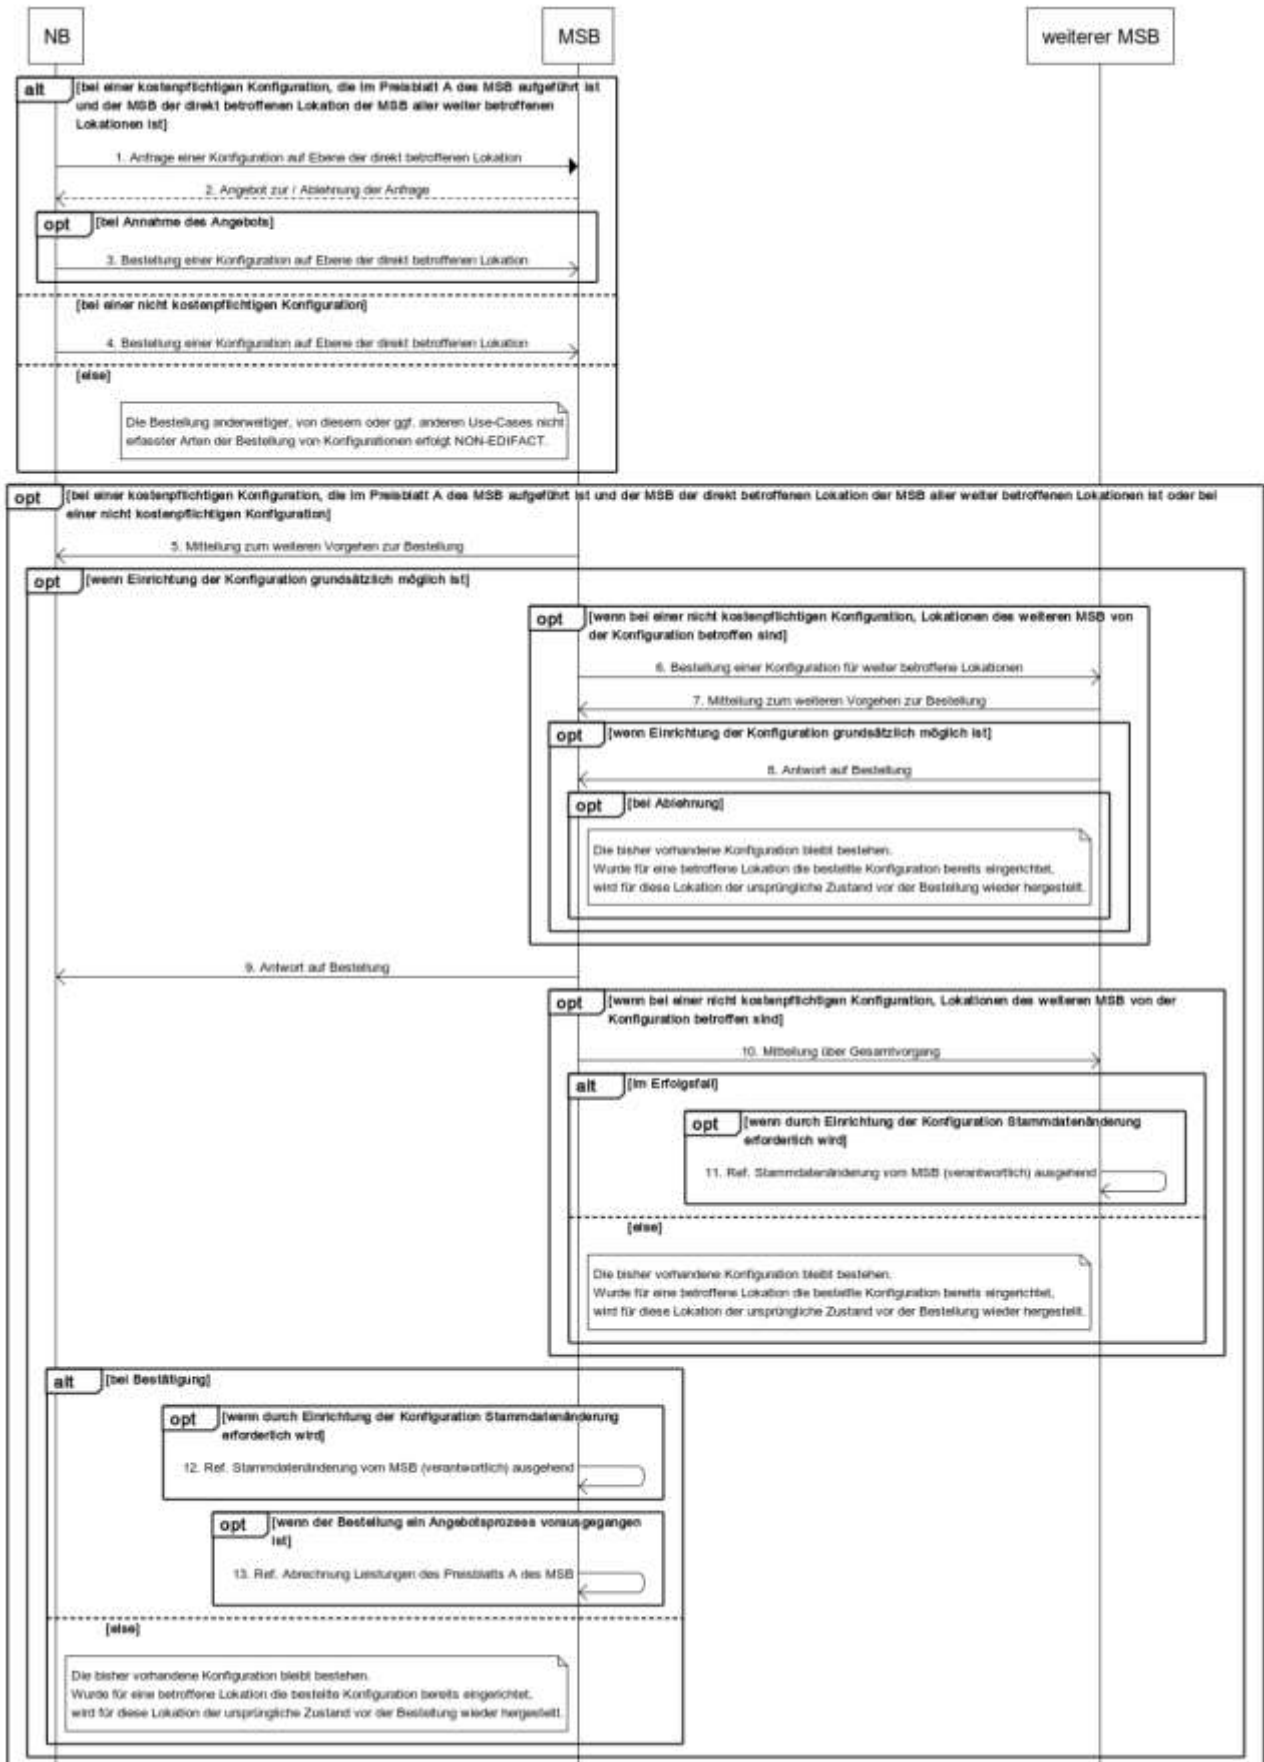 NB
MSB
weiterer MSB
alt
[bei einer kostenpflichtigen Konfiguration, die im Preisblatt A des MSB aufgeführt ist
und der MSB der direkt betroffenen Lokation der MSB aller weiter betroffenen
Lokationen ist]
1. Anfrage einer Konfiguration auf Ebene der direkt betroffenen Lokation
2. Angebot zur / Ablehnung der Anfrage
opt
[bei Annahme des Angebots]
3. Bestellung einer Konfiguration auf Ebene der direkt betroffenen Lokation
[bei einer nicht kostenpflichtigen Konfiguration]
4. Bestellung einer Konfiguration auf Ebene der direkt betroffenen Lokation
[else]
Die Bestellung anderweitiger, von diesem oder ggf. anderen Use-Cases nicht
erfasster Arten der Bestellung von Konfigurationen erfolgt NON-EDIFACT.
opt
[bei einer kostenpflichtigen Konfiguration, die im Preisblatt A des MSB aufgeführt ist und der MSB der direkt betroffenen Lokation der MSB aller weiter betroffenen Lokationen ist oder bei
einer nicht kostenpflichtigen Konfiguration]
5. Mitteilung zum weiteren Vorgehen zur Bestellung
opt
[wenn Einrichtung der Konfiguration grundsätzlich möglich ist]
opt
[wenn bei einer nicht kostenpflichtigen Konfiguration, Lokationen des weiteren MSB von
der Konfiguration betroffen sind]
6. Bestellung einer Konfiguration für weiter betroffene Lokationen
7. Mitteilung zum weiteren Vorgehen zur Bestellung
opt
[wenn Einrichtung der Konfiguration grundsätzlich möglich ist]
8. Antwort auf Bestellung
opt
[bei Ablehnung]
Die bisher vorhandene Konfiguration bleibt bestehen.
Wurde für eine betroffene Lokation die bestellte Konfiguration bereits eingerichtet,
wird für diese Lokation der ursprüngliche Zustand vor der Bestellung wieder hergestellt.
9. Antwort auf Bestellung
opt
[wenn bei einer nicht kostenpflichtigen Konfiguration, Lokationen des weiteren MSB von der
Konfiguration betroffen sind]
10. Mitteilung über Gesamtvorgang
alt
[im Erfolgsfall]
opt
[wenn durch Einrichtung der Konfiguration Stammdatenänderung
erforderlich wird]
11. Ref. Stammdatenänderung vom MSB (verantwortlich) ausgehend
[else]
Die bisher vorhandene Konfiguration bleibt bestehen.
Wurde für eine betroffene Lokation die bestellte Konfiguration bereits eingerichtet,
wird für diese Lokation der ursprüngliche Zustand vor der Bestellung wieder hergestellt.
alt
[bei Bestätigung]
opt
[wenn durch Einrichtung der Konfiguration Stammdatenänderung
erforderlich wird]
12. Ref. Stammdatenänderung vom MSB (verantwortlich) ausgehend
opt
[wenn der Bestellung ein Angebotsprozess vorausgegangen
ist]
13. Ref. Abrechnung Leistungen des Preisblatts A des MSB
[else]
Die bisher vorhandene Konfiguration bleibt bestehen.
Wurde für eine betroffene Lokation die bestellte Konfiguration bereits eingerichtet,
wird für diese Lokation der ursprüngliche Zustand vor der Bestellung wieder hergestellt.